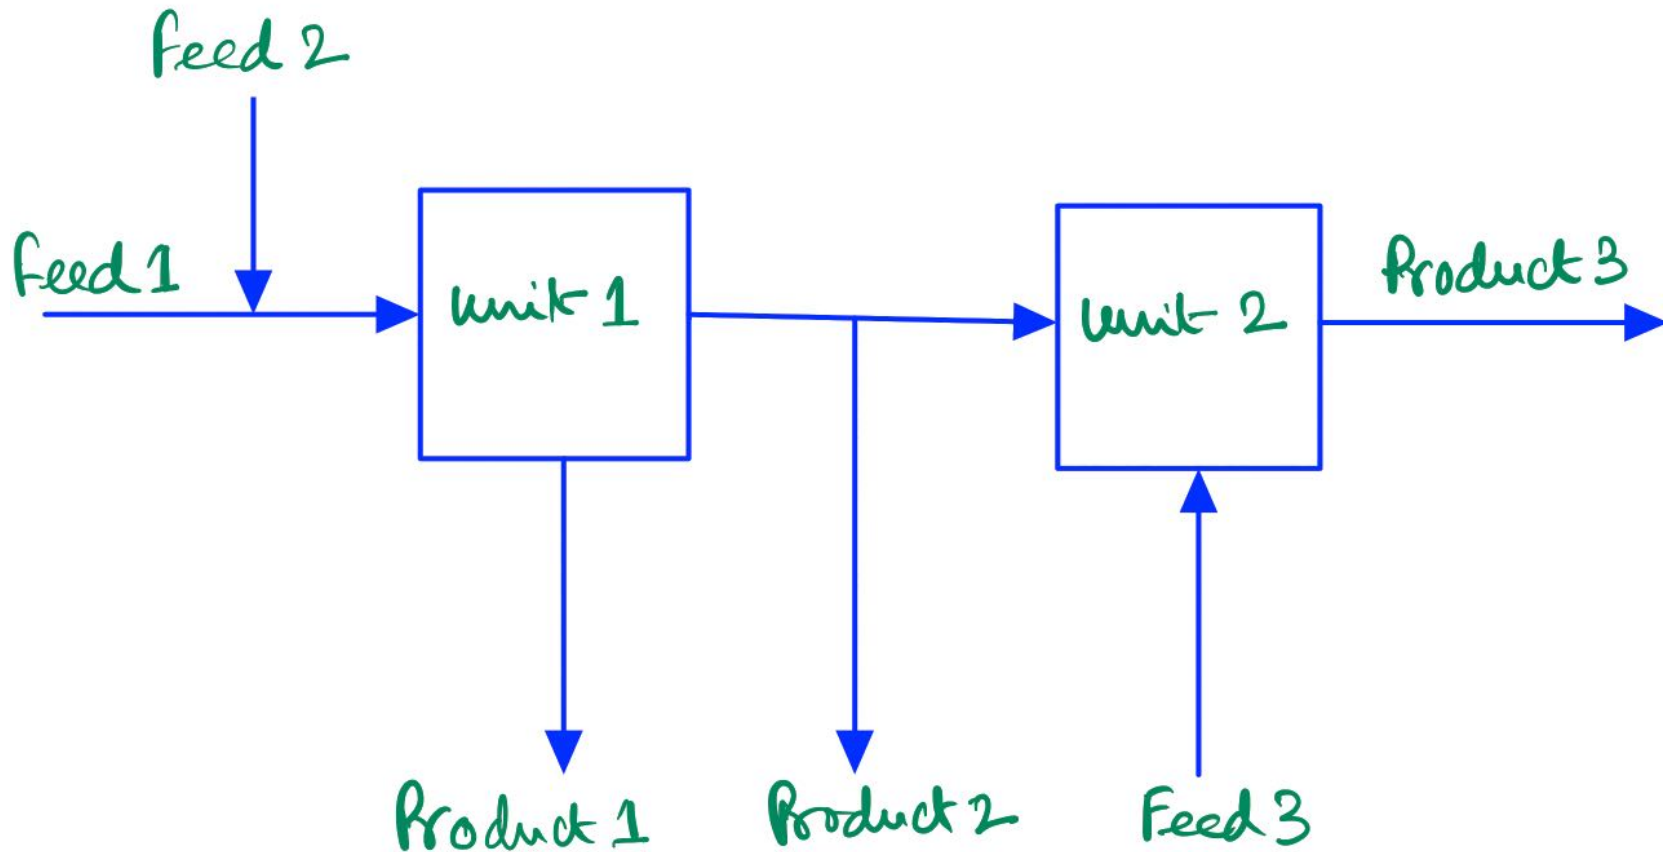 Feed 2
Feed 1
Unit 1
Unit 2
Product 3
Product 1
Product 2
Feed 3